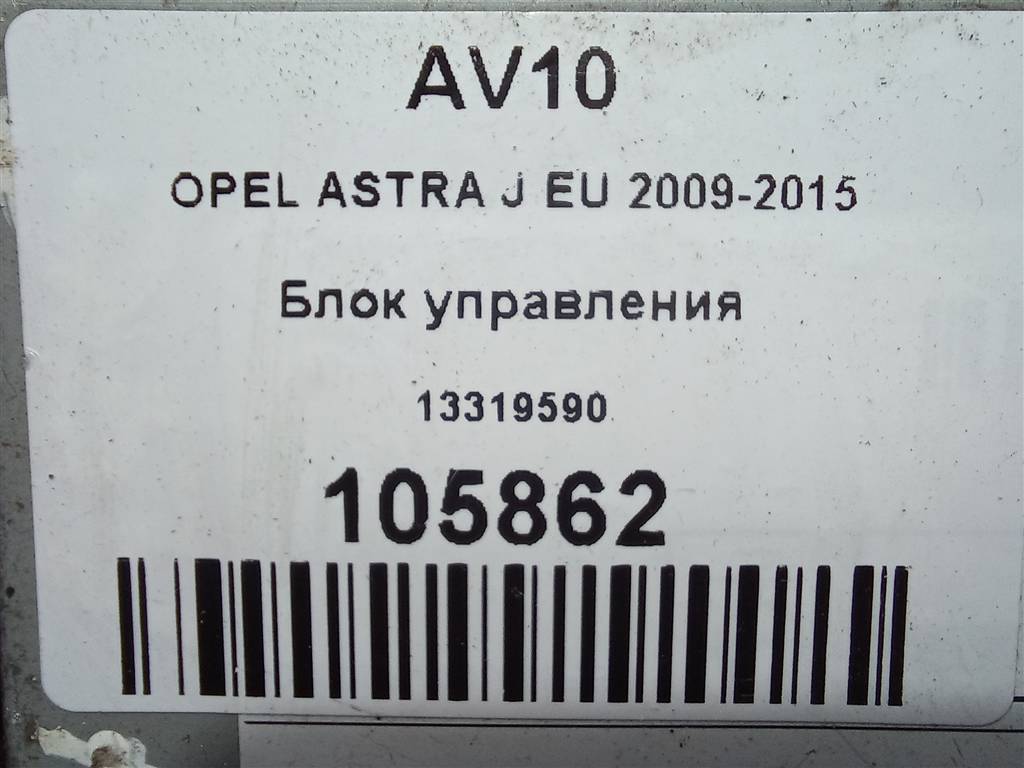 AV10
OPEL ASTRA J EU 2009-2015
Блок управления
13319590
105862